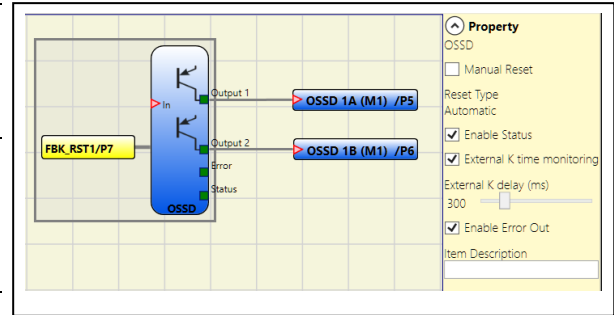 Output 1
In
OSSD 1A (M1) /P5
Output 2
FBK_RST1/P7
OSSD 1B (M1) /P6
Error
Status
OSSD
Property
OSSD
Manual Reset
Reset Type
Automatic
Enable Status
External K time monitoring
External K delay (ms)
300
Enable Error Out
Item Description